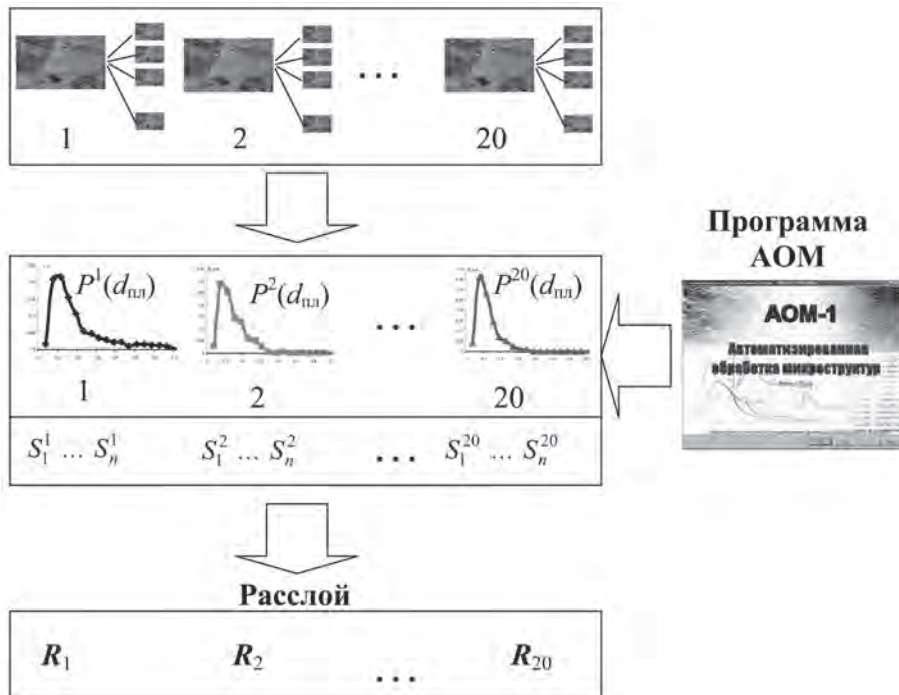 1 2 ... 20
Программа
АОМ
P¹(dпл) P²(dпл) ... P²⁰(dпл)
АОМ-1
Автоматизированная
обработка микроструктур
1 2 20
S₁¹ ... Sₙ¹ S₁² ... Sₙ² ... S₁²⁰ ... Sₙ²⁰
Расслой
R₁ R₂ ... R₂₀